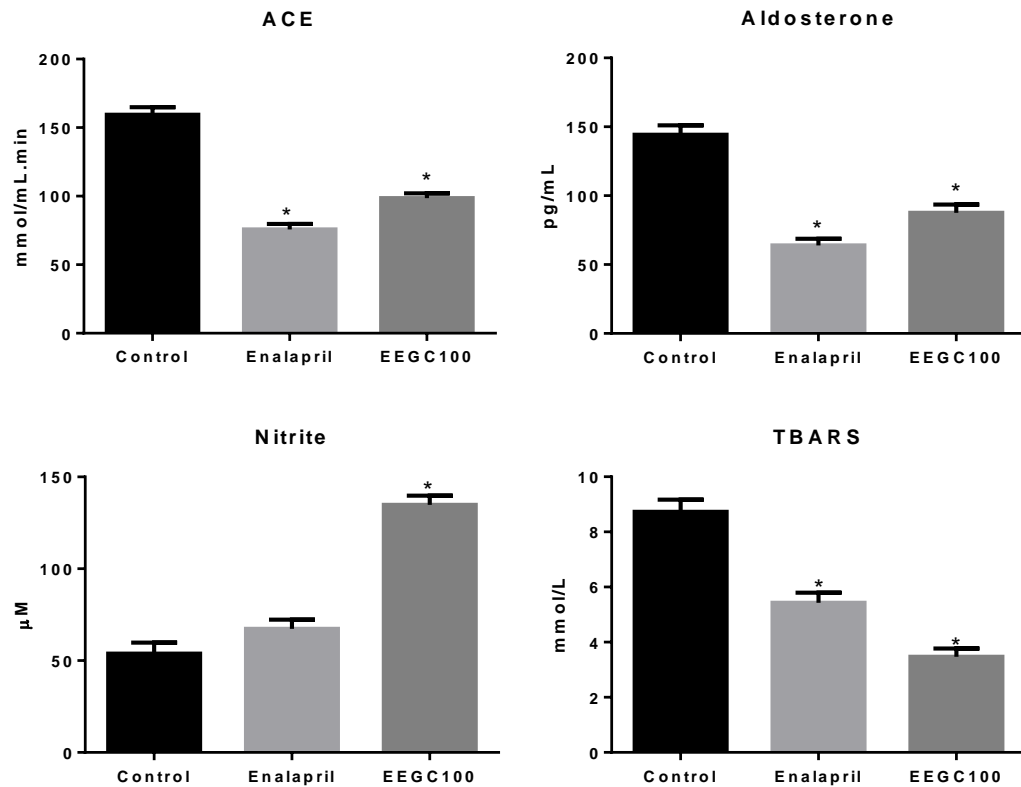 ACE
mmol/mL.min
200
150
100
50
0
*
*
Control Enalapril EEGC100
Aldosterone
pg/mL
200
150
100
50
0
*
*
Control Enalapril EEGC100
Nitrite
µM
150
100
50
0
*
Control Enalapril EEGC100
TBARS
mmol/L
10
8
6
4
2
0
*
*
Control Enalapril EEGC100